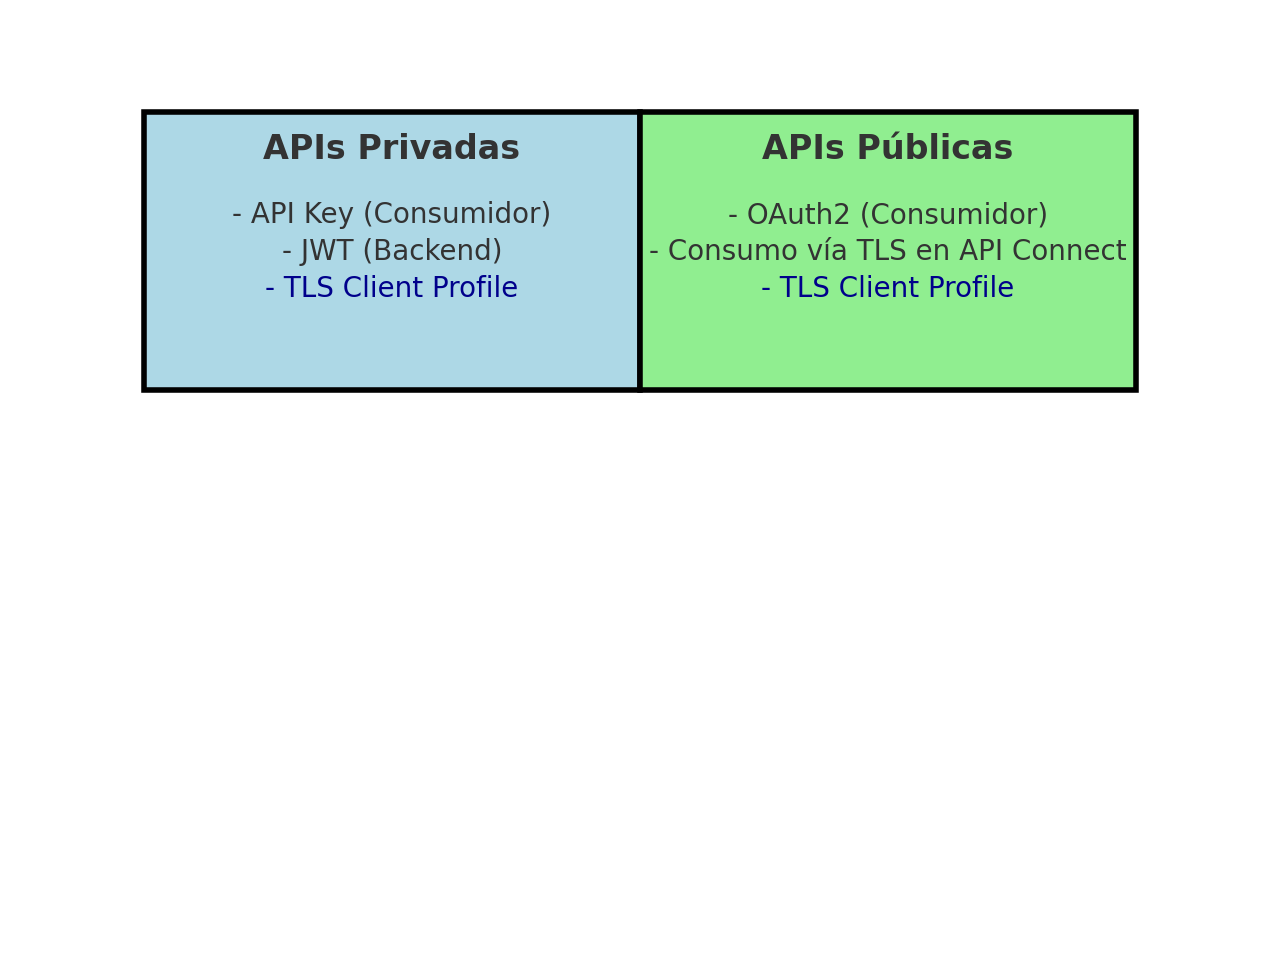 APIs Privadas
- API Key (Consumidor)
- JWT (Backend)
- TLS Client Profile
APIs Públicas
- OAuth2 (Consumidor)
- Consumo vía TLS en API Connect
- TLS Client Profile